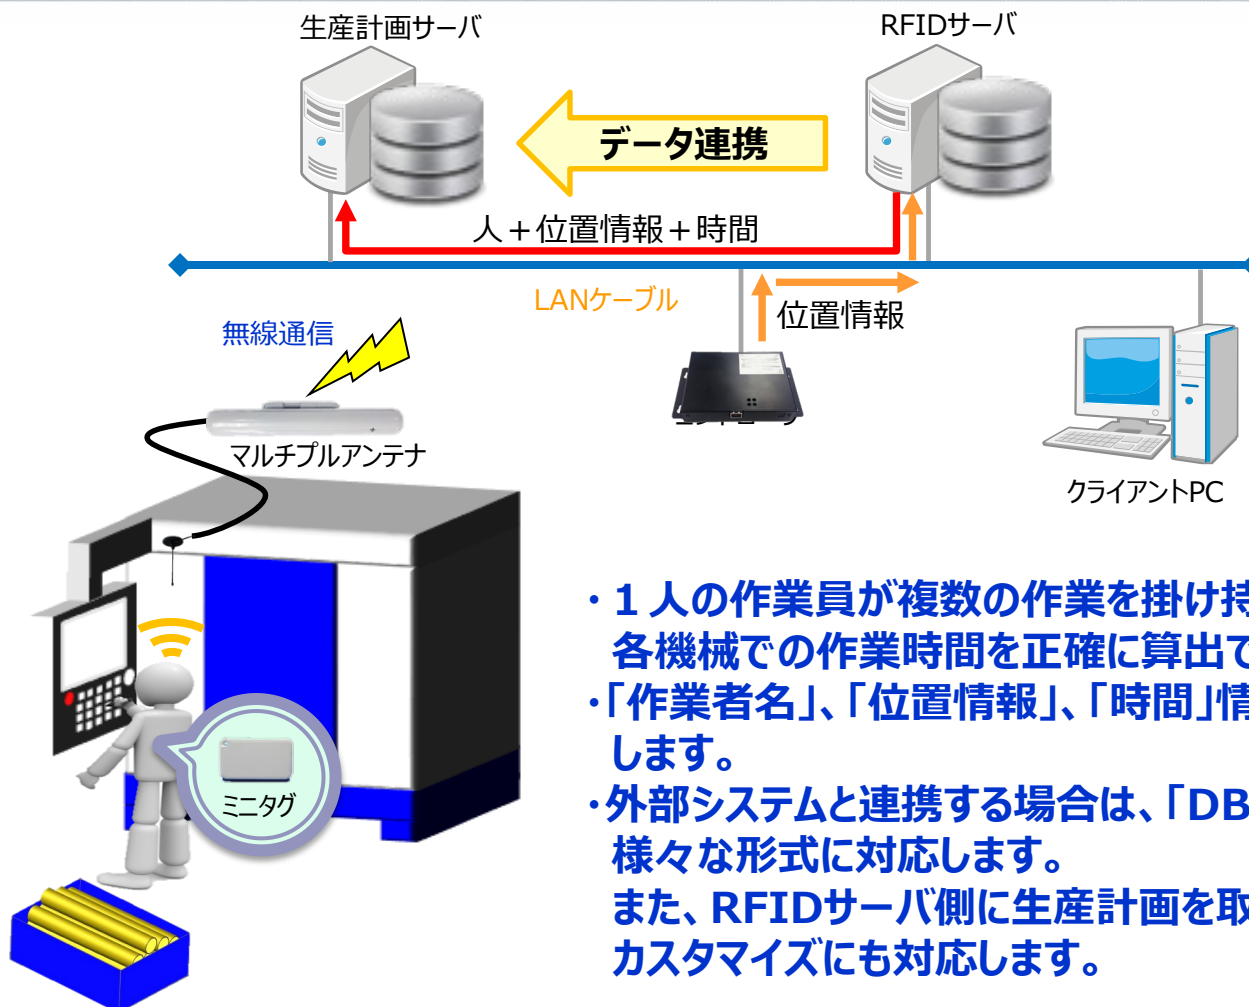 生産計画サーバ
RFIDサーバ
データ連携
人＋位置情報＋時間
LANケーブル
位置情報
無線通信
マルチプルアンテナ
クライアントPC
ミニタグ
・１人の作業員が複数の作業を掛け持
各機械での作業時間を正確に算出で
・「作業者名」、「位置情報」、「時間」情
します。
・外部システムと連携する場合は、「DB
様々な形式に対応します。
また、RFIDサーバ側に生産計画を取
カスタマイズにも対応します。